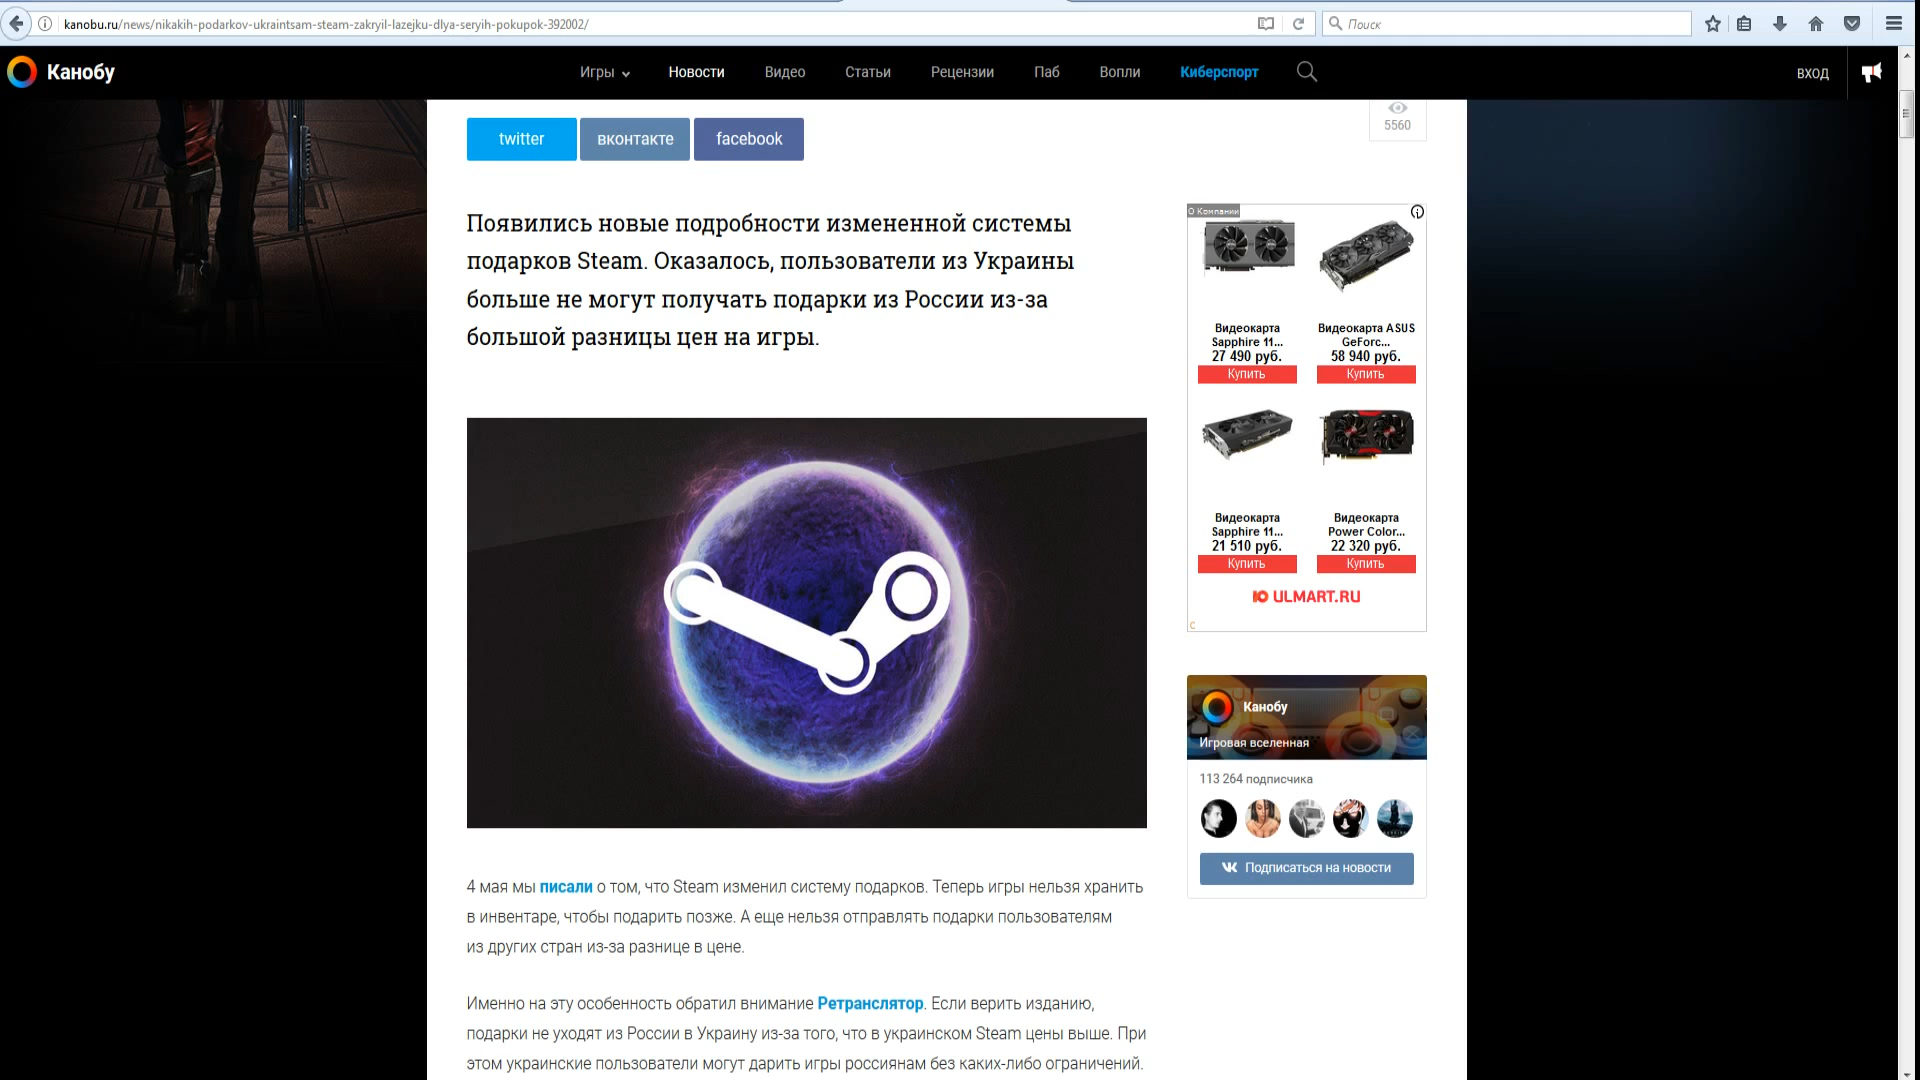 kanobu.ru/news/nikakih-podarkov-ukraintsam-steam-zakryil-lazejku-dlya-seryih-pokupok-392002/
Поиск
Канобу
Игры
Новости
Видео
Статьи
Рецензии
Паб
Вопли
Киберспорт
ВХОД
twitter
вконтакте
facebook
5560
Появились новые подробности измененной системы
подарков Steam. Оказалось, пользователи из Украины
больше не могут получать подарки из России из-за
большой разницы цен на игры.
4 мая мы писали о том, что Steam изменил систему подарков. Теперь игры нельзя хранить
в инвентаре, чтобы подарить позже. А еще нельзя отправлять подарки пользователям
из других стран из-за разнице в цене.
Именно на эту особенность обратил внимание Ретранслятор. Если верить изданию,
подарки не уходят из России в Украину из-за того, что в украинском Steam цены выше. При
этом украинские пользователи могут дарить игры россиянам без каких-либо ограничений.
О Компании
Видеокарта
Sapphire 11...
27 490 руб.
Купить
Видеокарта ASUS
GeForc...
58 940 руб.
Купить
Видеокарта
Sapphire 11...
21 510 руб.
Купить
Видеокарта
Power Color...
22 320 руб.
Купить
ULMART.RU
Канобу
Игровая вселенная
113 264 подписчика
Подписаться на новости